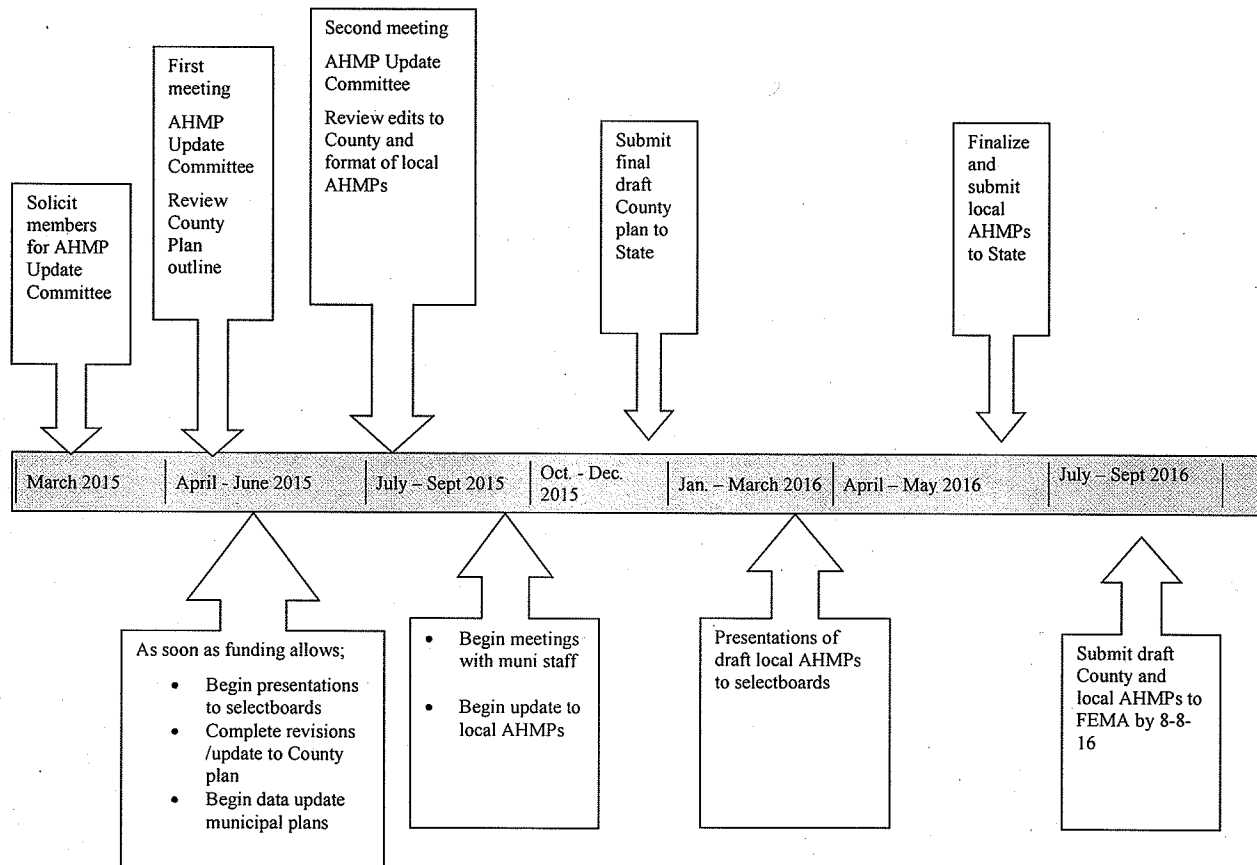 Solicit
members
for AHMP
Update
Committee
First
meeting
AHMP
Update
Committee
Review
County
Plan
outline
Second meeting
AHMP Update
Committee
Review edits to
County and
format of local
AHMPs
Submit
final
draft
County
plan to
State
Finalize
and
submit
local
AHMPs
to State
March 2015
April - June 2015
July – Sept 2015
Oct. - Dec.
2015
Jan. – March 2016
April – May 2016
July – Sept 2016
As soon as funding allows;
• Begin presentations
to selectboards
• Complete revisions
/update to County
plan
• Begin data update
municipal plans
• Begin meetings
with muni staff
• Begin update to
local AHMPs
Presentations of
draft local AHMPs
to selectboards
Submit draft
County and
local AHMPs to
FEMA by 8-8-
16